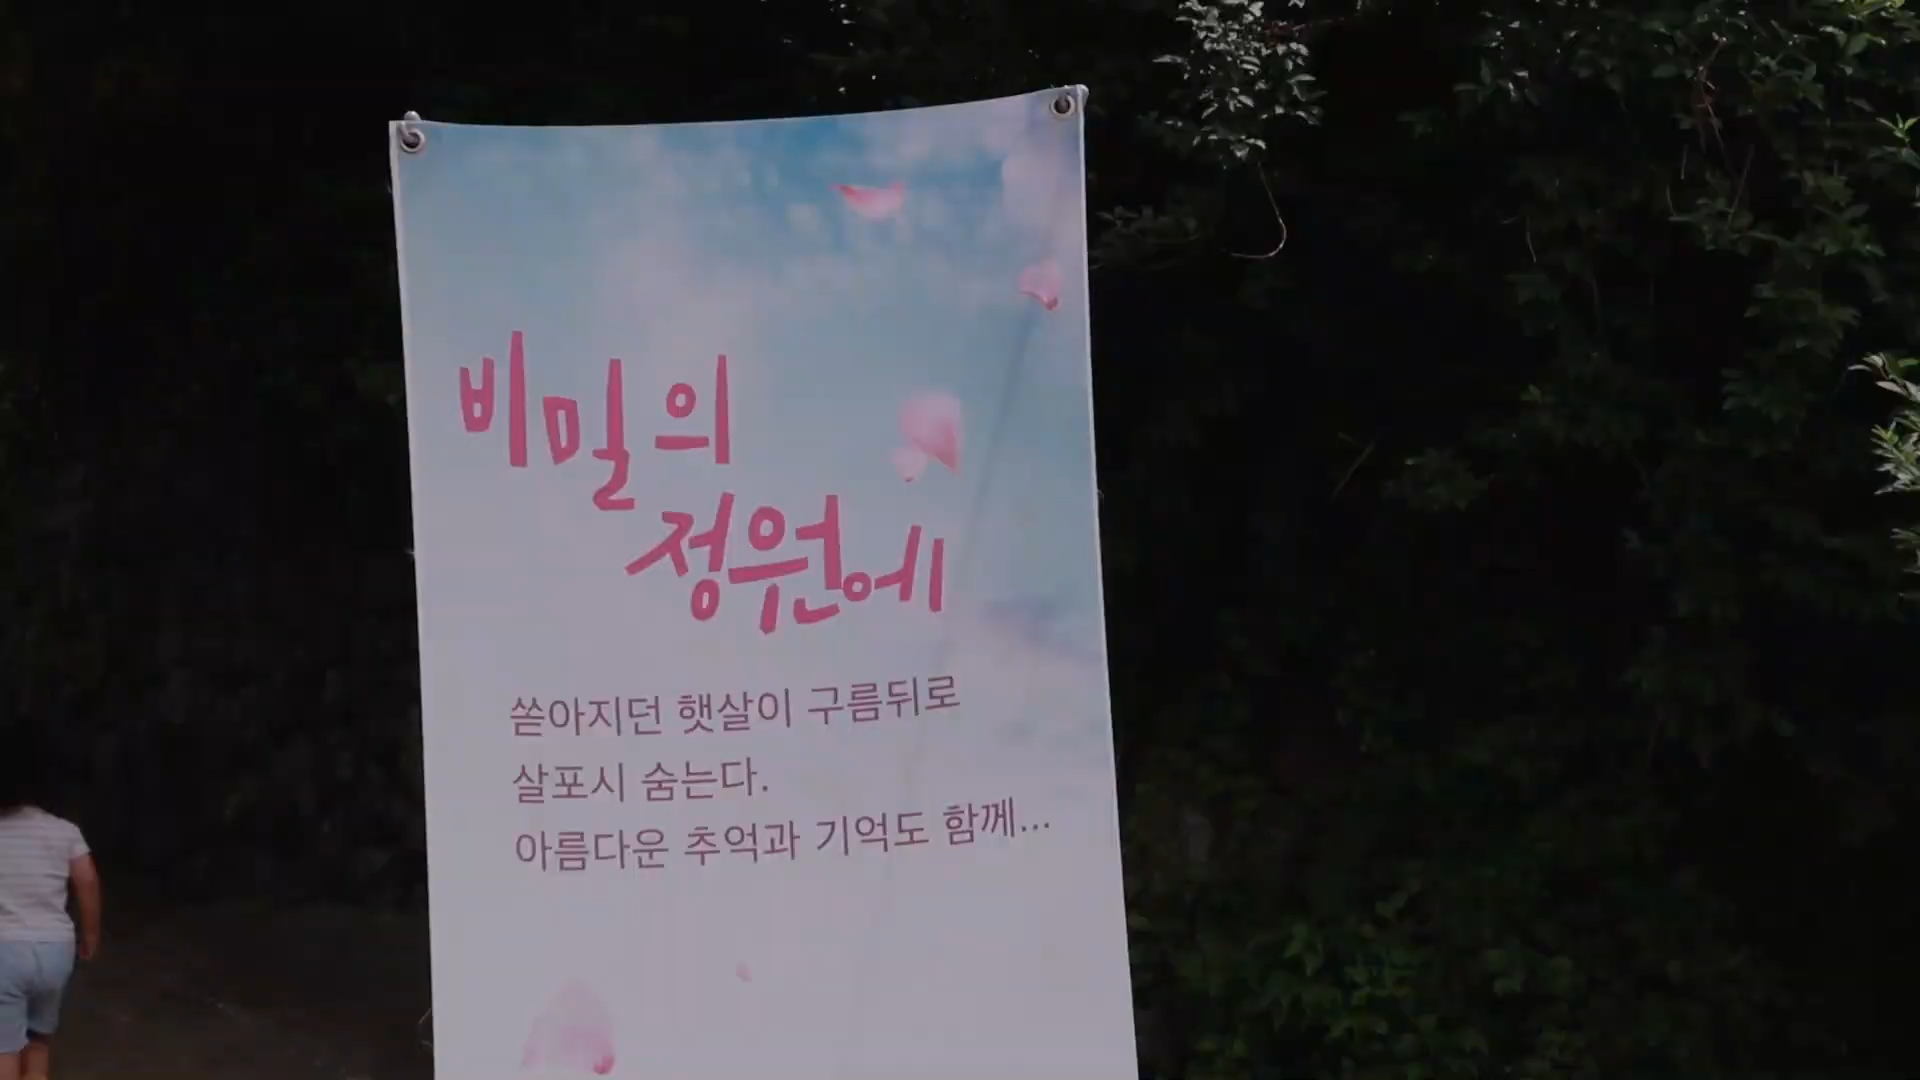 비밀의
정원에
쏟아지던 햇살이 구름뒤로
살포시 숨는다.
아름다운 추억과 기억도 함께...